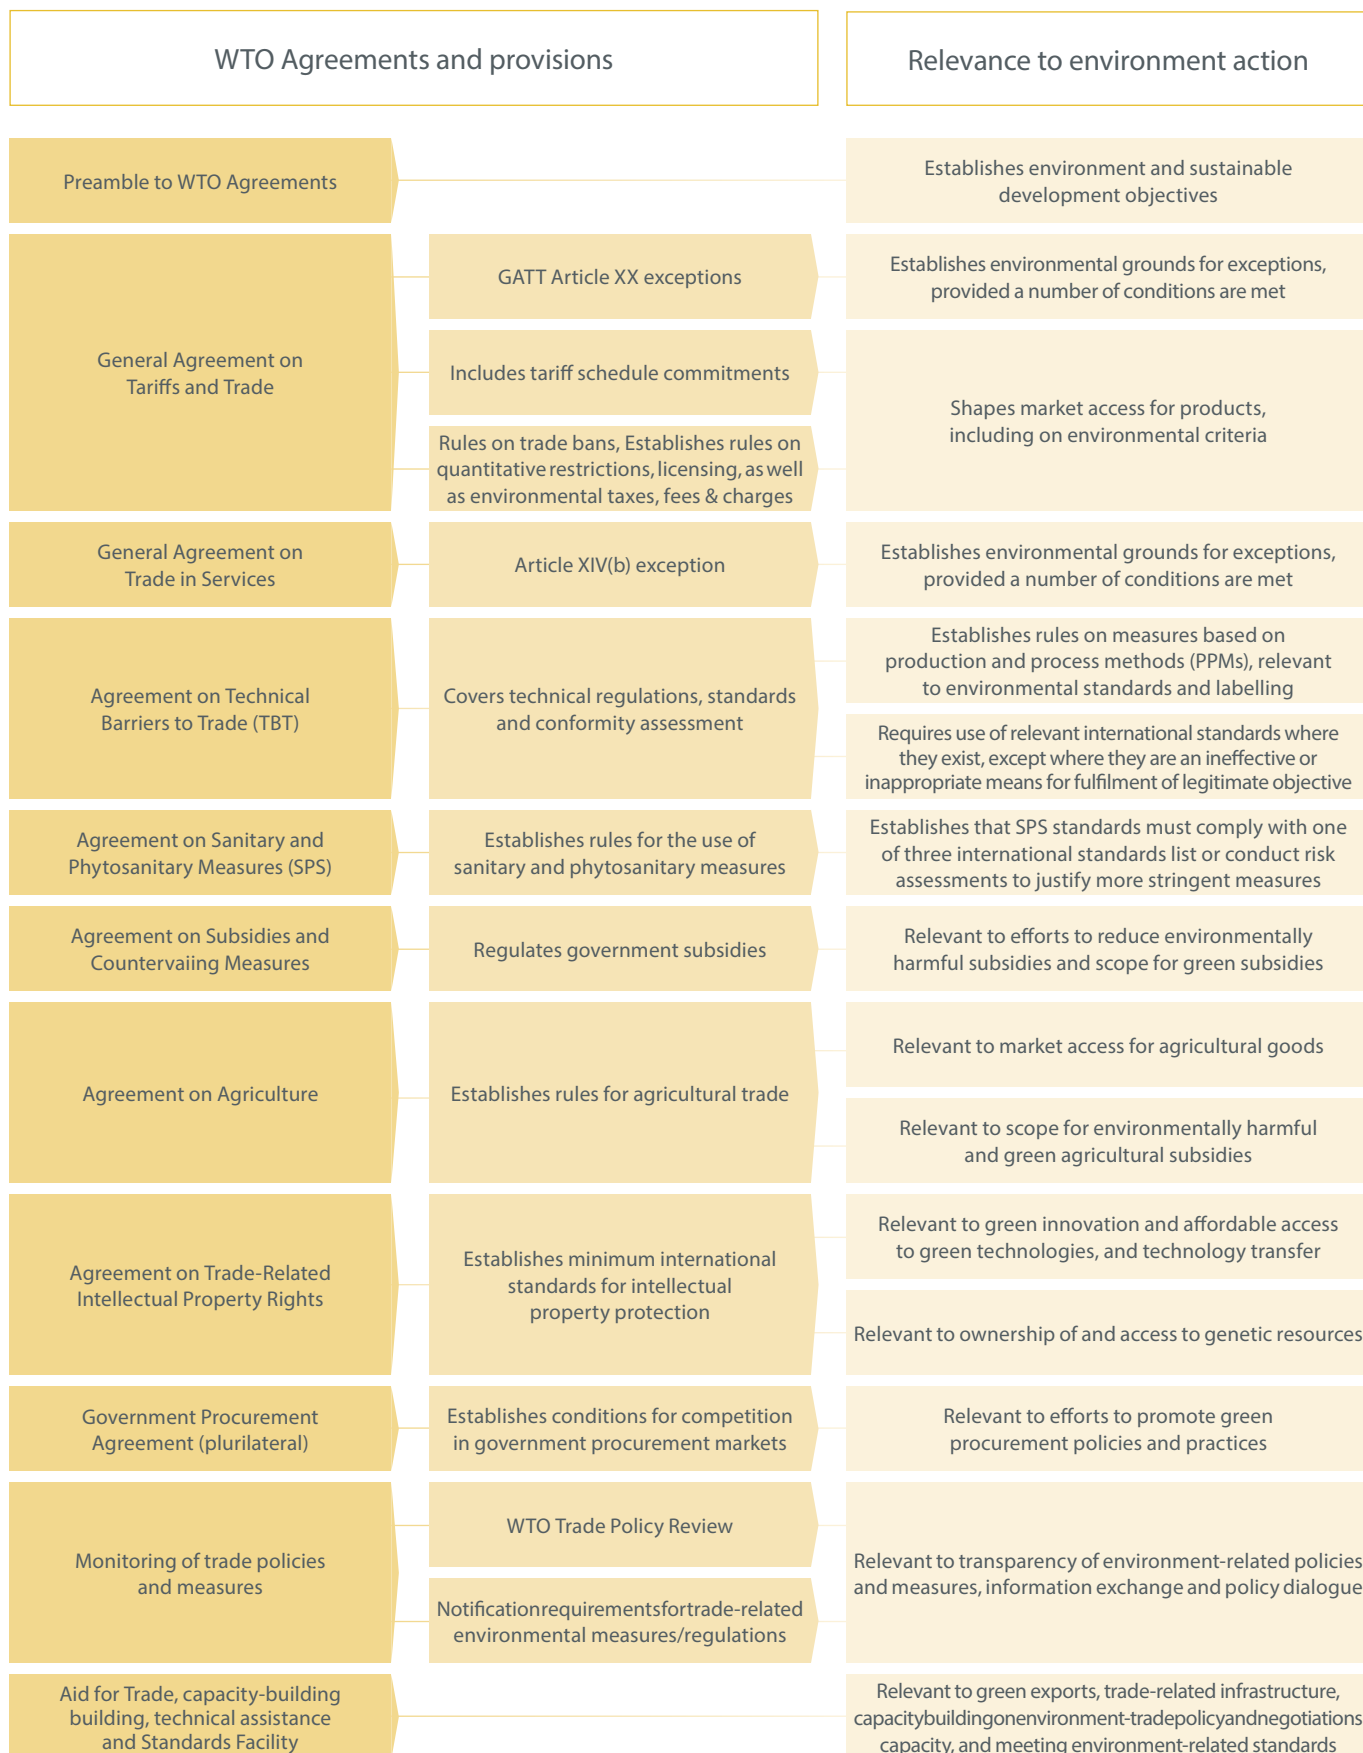 WTO Agreements and provisions
Relevance to environment action
Preamble to WTO Agreements
Establishes environment and sustainable
development objectives
General Agreement on
Tariffs and Trade
GATT Article XX exceptions
Establishes environmental grounds for exceptions,
provided a number of conditions are met
Includes tariff schedule commitments
Rules on trade bans, Establishes rules on
quantitative restrictions, licensing, as well
as environmental taxes, fees & charges
Shapes market access for products,
including on environmental criteria
General Agreement on
Trade in Services
Article XIV(b) exception
Establishes environmental grounds for exceptions,
provided a number of conditions are met
Agreement on Technical
Barriers to Trade (TBT)
Covers technical regulations, standards
and conformity assessment
Establishes rules on measures based on
production and process methods (PPMs), relevant
to environmental standards and labelling
Requires use of relevant international standards where
they exist, except where they are an ineffective or
inappropriate means for fulfilment of legitimate objective
Agreement on Sanitary and
Phytosanitary Measures (SPS)
Establishes rules for the use of
sanitary and phytosanitary measures
Establishes that SPS standards must comply with one
of three international standards list or conduct risk
assessments to justify more stringent measures
Agreement on Subsidies and
Countervaiing Measures
Regulates government subsidies
Relevant to efforts to reduce environmentally
harmful subsidies and scope for green subsidies
Agreement on Agriculture
Establishes rules for agricultural trade
Relevant to market access for agricultural goods
Relevant to scope for environmentally harmful
and green agricultural subsidies
Agreement on Trade-Related
Intellectual Property Rights
Establishes minimum international
standards for intellectual
property protection
Relevant to green innovation and affordable access
to green technologies, and technology transfer
Relevant to ownership of and access to genetic resources
Government Procurement
Agreement (plurilateral)
Establishes conditions for competition
in government procurement markets
Relevant to efforts to promote green
procurement policies and practices
Monitoring of trade policies
and measures
WTO Trade Policy Review
Notificationrequirementsfortrade-related
environmental measures/regulations
Relevant to transparency of environment-related policies
and measures, information exchange and policy dialogue
Aid for Trade, capacity-building
building, technical assistance
and Standards Facility
Relevant to green exports, trade-related infrastructure,
capacitybuildingonenvironment-tradepolicyandnegotiations
capacity, and meeting environment-related standards